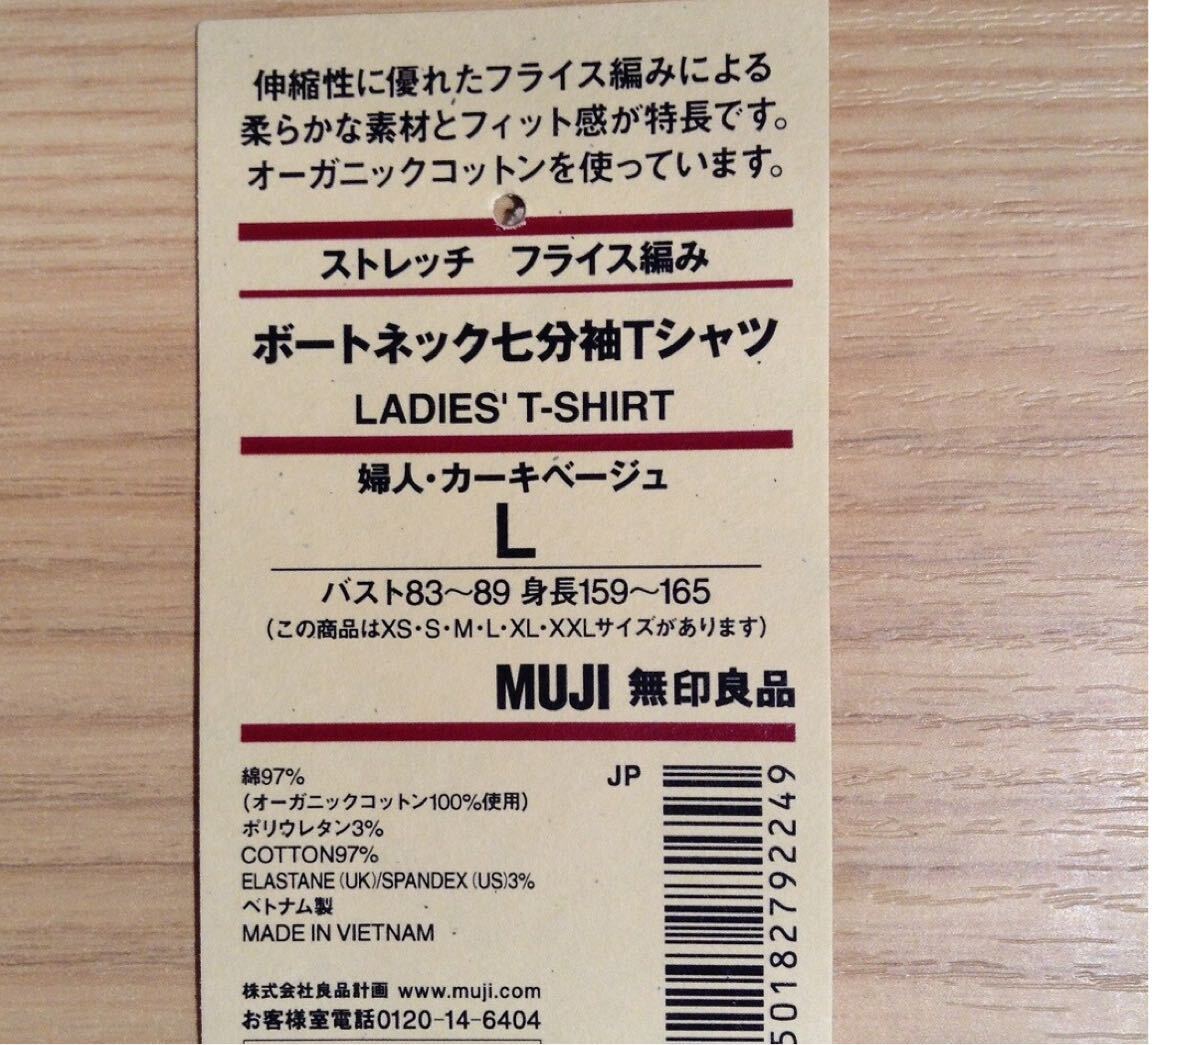 伸縮性に優れたフライス編みによる
柔らかな素材とフィット感が特長です。
オーガニックコットンを使っています。
ストレッチ　フライス編み
ボートネック七分袖Tシャツ
LADIES' T-SHIRT
婦人・カーキベージュ
L
バスト83〜89 身長159〜165
(この商品はXS・S・M・L・XL・XXLサイズがあります)
MUJI 無印良品
綿97%
(オーガニックコットン100%使用)
ポリウレタン3%
COTTON97%
ELASTANE (UK)/SPANDEX (US)3%
ベトナム製
MADE IN VIETNAM
株式会社良品計画 www.muji.com
お客様室電話0120-14-6404
JP
5018279 2249